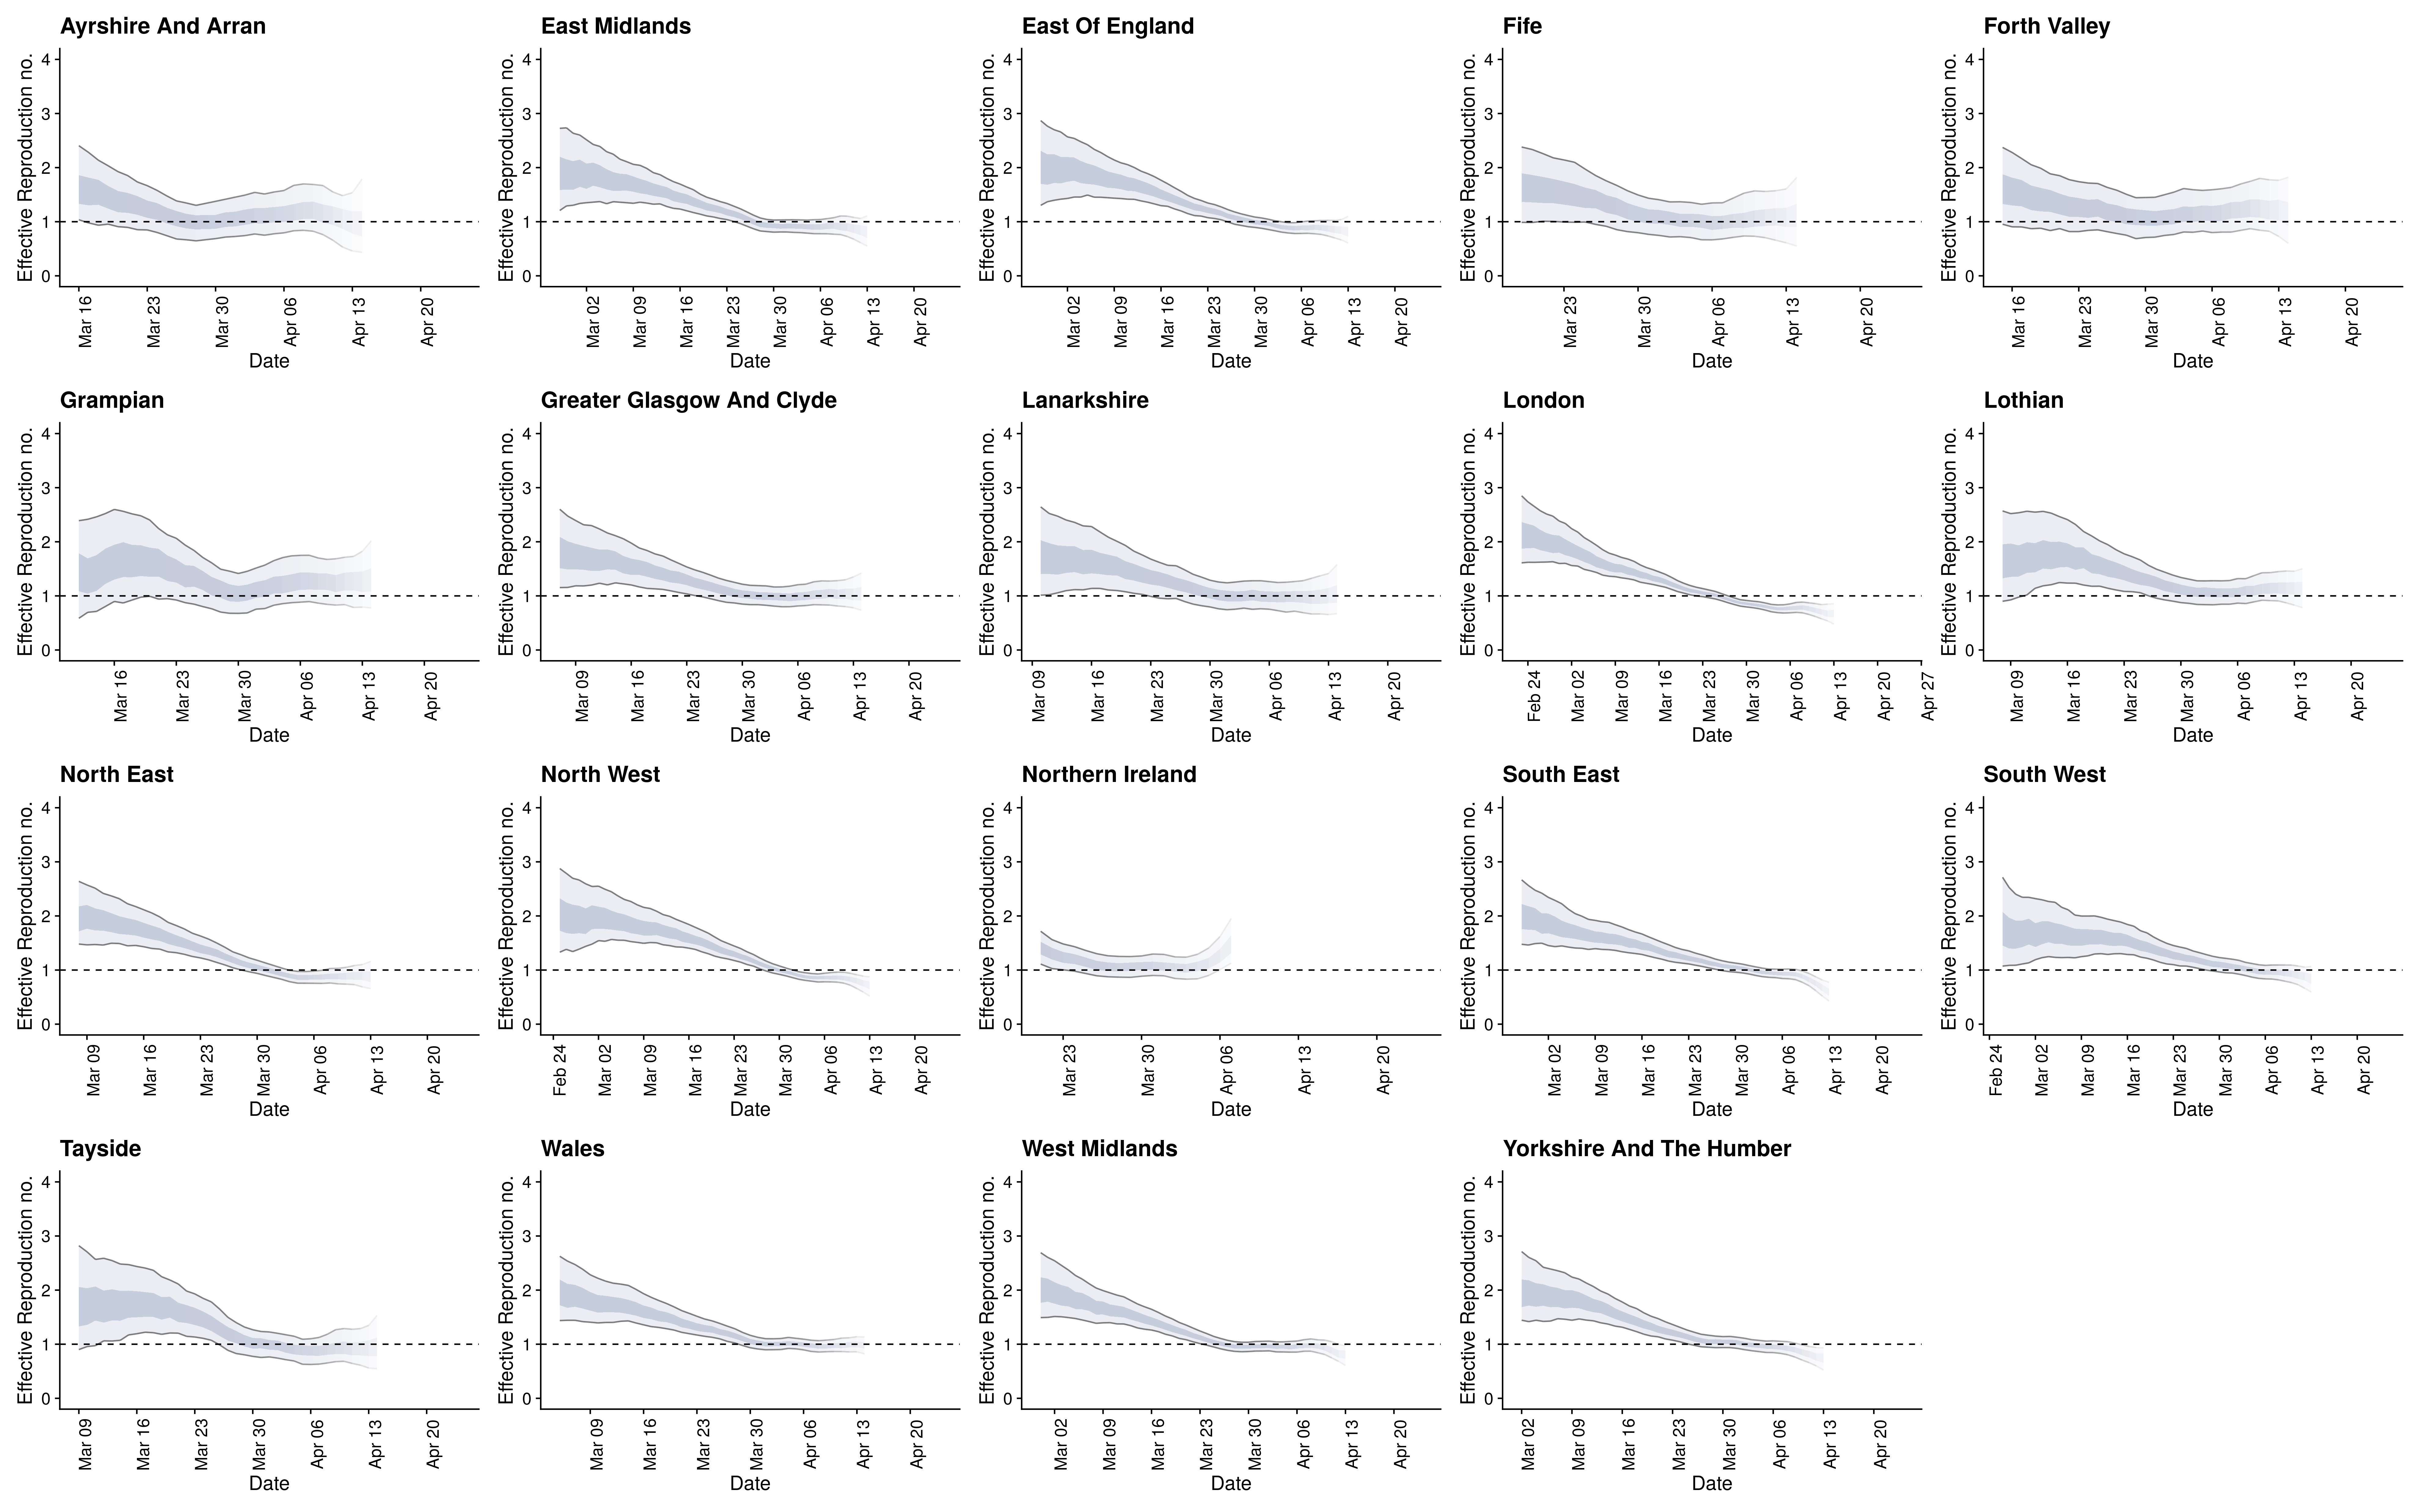 Ayrshire And Arran
Effective Reproduction no.
4
3
2
1
0
Mar 16
Mar 23
Mar 30
Apr 06
Apr 13
Apr 20
Date
East Midlands
Effective Reproduction no.
4
3
2
1
0
Mar 02
Mar 09
Mar 16
Mar 23
Mar 30
Apr 06
Apr 13
Apr 20
Date
East Of England
Effective Reproduction no.
4
3
2
1
0
Mar 02
Mar 09
Mar 16
Mar 23
Mar 30
Apr 06
Apr 13
Apr 20
Date
Fife
Effective Reproduction no.
4
3
2
1
0
Mar 23
Mar 30
Apr 06
Apr 13
Apr 20
Date
Forth Valley
Effective Reproduction no.
4
3
2
1
0
Mar 16
Mar 23
Mar 30
Apr 06
Apr 13
Apr 20
Date
Grampian
Effective Reproduction no.
4
3
2
1
0
Mar 16
Mar 23
Mar 30
Apr 06
Apr 13
Apr 20
Date
Greater Glasgow And Clyde
Effective Reproduction no.
4
3
2
1
0
Mar 09
Mar 16
Mar 23
Mar 30
Apr 06
Apr 13
Apr 20
Date
Lanarkshire
Effective Reproduction no.
4
3
2
1
0
Mar 09
Mar 16
Mar 23
Mar 30
Apr 06
Apr 13
Apr 20
Date
London
Effective Reproduction no.
4
3
2
1
0
Feb 24
Mar 02
Mar 09
Mar 16
Mar 23
Mar 30
Apr 06
Apr 13
Apr 20
Apr 27
Date
Lothian
Effective Reproduction no.
4
3
2
1
0
Mar 09
Mar 16
Mar 23
Mar 30
Apr 06
Apr 13
Apr 20
Date
North East
Effective Reproduction no.
4
3
2
1
0
Mar 09
Mar 16
Mar 23
Mar 30
Apr 06
Apr 13
Apr 20
Date
North West
Effective Reproduction no.
4
3
2
1
0
Feb 24
Mar 02
Mar 09
Mar 16
Mar 23
Mar 30
Apr 06
Apr 13
Apr 20
Date
Northern Ireland
Effective Reproduction no.
4
3
2
1
0
Mar 23
Mar 30
Apr 06
Apr 13
Apr 20
Date
South East
Effective Reproduction no.
4
3
2
1
0
Mar 02
Mar 09
Mar 16
Mar 23
Mar 30
Apr 06
Apr 13
Apr 20
Date
South West
Effective Reproduction no.
4
3
2
1
0
Feb 24
Mar 02
Mar 09
Mar 16
Mar 23
Mar 30
Apr 06
Apr 13
Apr 20
Date
Tayside
Effective Reproduction no.
4
3
2
1
0
Mar 09
Mar 16
Mar 23
Mar 30
Apr 06
Apr 13
Apr 20
Date
Wales
Effective Reproduction no.
4
3
2
1
0
Mar 09
Mar 16
Mar 23
Mar 30
Apr 06
Apr 13
Apr 20
Date
West Midlands
Effective Reproduction no.
4
3
2
1
0
Mar 02
Mar 09
Mar 16
Mar 23
Mar 30
Apr 06
Apr 13
Apr 20
Date
Yorkshire And The Humber
Effective Reproduction no.
4
3
2
1
0
Mar 02
Mar 09
Mar 16
Mar 23
Mar 30
Apr 06
Apr 13
Apr 20
Date